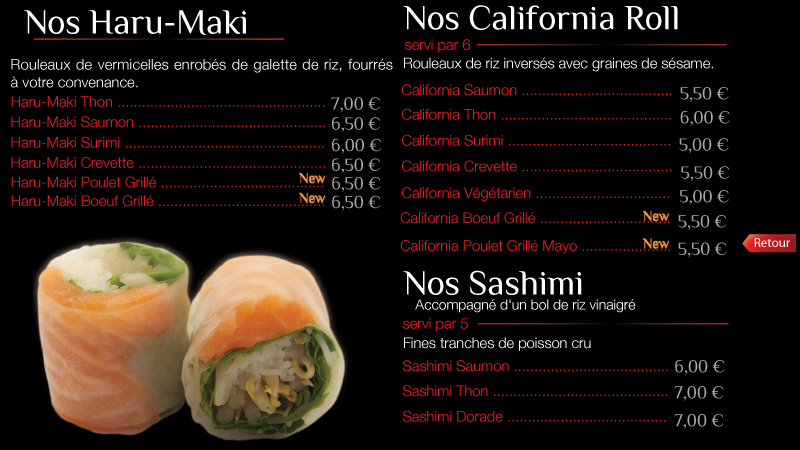 Nos Haru-Maki
Rouleaux de vermicelles enrobés de galette de riz, fourrés
à votre convenance.
Haru-Maki Thon ................................ 7,00 €
Haru-Maki Saumon ................................ 6,50 €
Haru-Maki Surimi ................................ 6,00 €
Haru-Maki Crevette ................................ 6,50 €
Haru-Maki Poulet Grillé ................................ New 6,50 €
Haru-Maki Boeuf Grillé ................................ New 6,50 €
Nos California Roll
servi par 6
Rouleaux de riz inversés avec graines de sésame.
California Saumon ................................ 5,50 €
California Thon ................................ 6,00 €
California Surimi ................................ 5,00 €
California Crevette ................................ 5,50 €
California Végétarien ................................ 5,00 €
California Boeuf Grillé ................................ New 5,50 €
California Poulet Grillé Mayo ................ New 5,50 €
Retour
Nos Sashimi
Accompagné d'un bol de riz vinaigré
servi par 5
Fines tranches de poisson cru
Sashimi Saumon ................................ 6,00 €
Sashimi Thon ................................ 7,00 €
Sashimi Dorade ................................ 7,00 €